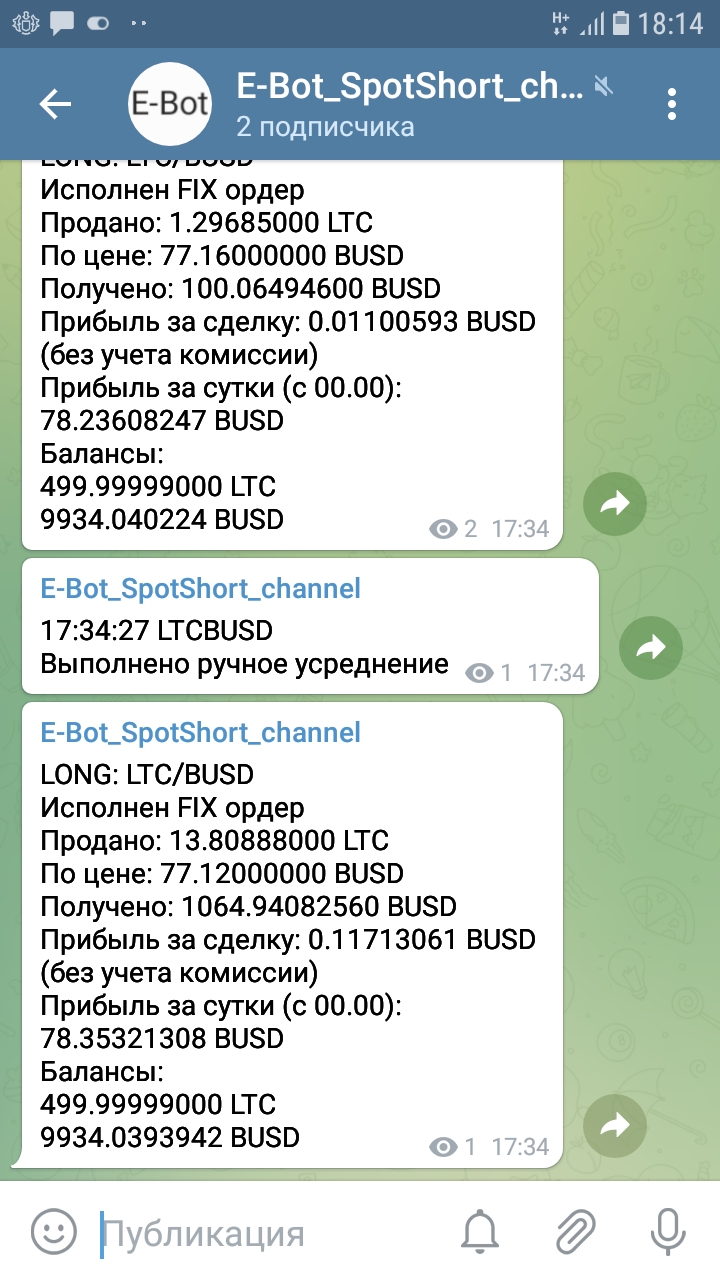 H+
18:14
E-Bot
E-Bot_SpotShort_ch...
2 подписчика
LONG: LTC/BUSD
Исполнен FIX ордер
Продано: 1.29685000 LTC
По цене: 77.16000000 BUSD
Получено: 100.06494600 BUSD
Прибыль за сделку: 0.01100593 BUSD
(без учета комиссии)
Прибыль за сутки (с 00.00):
78.23608247 BUSD
Балансы:
499.99999000 LTC
9934.040224 BUSD
2 17:34
E-Bot_SpotShort_channel
17:34:27 LTCBUSD
Выполнено ручное усреднение
1 17:34
E-Bot_SpotShort_channel
LONG: LTC/BUSD
Исполнен FIX ордер
Продано: 13.80888000 LTC
По цене: 77.12000000 BUSD
Получено: 1064.94082560 BUSD
Прибыль за сделку: 0.11713061 BUSD
(без учета комиссии)
Прибыль за сутки (с 00.00):
78.35321308 BUSD
Балансы:
499.99999000 LTC
9934.0393942 BUSD
1 17:34
Публикация